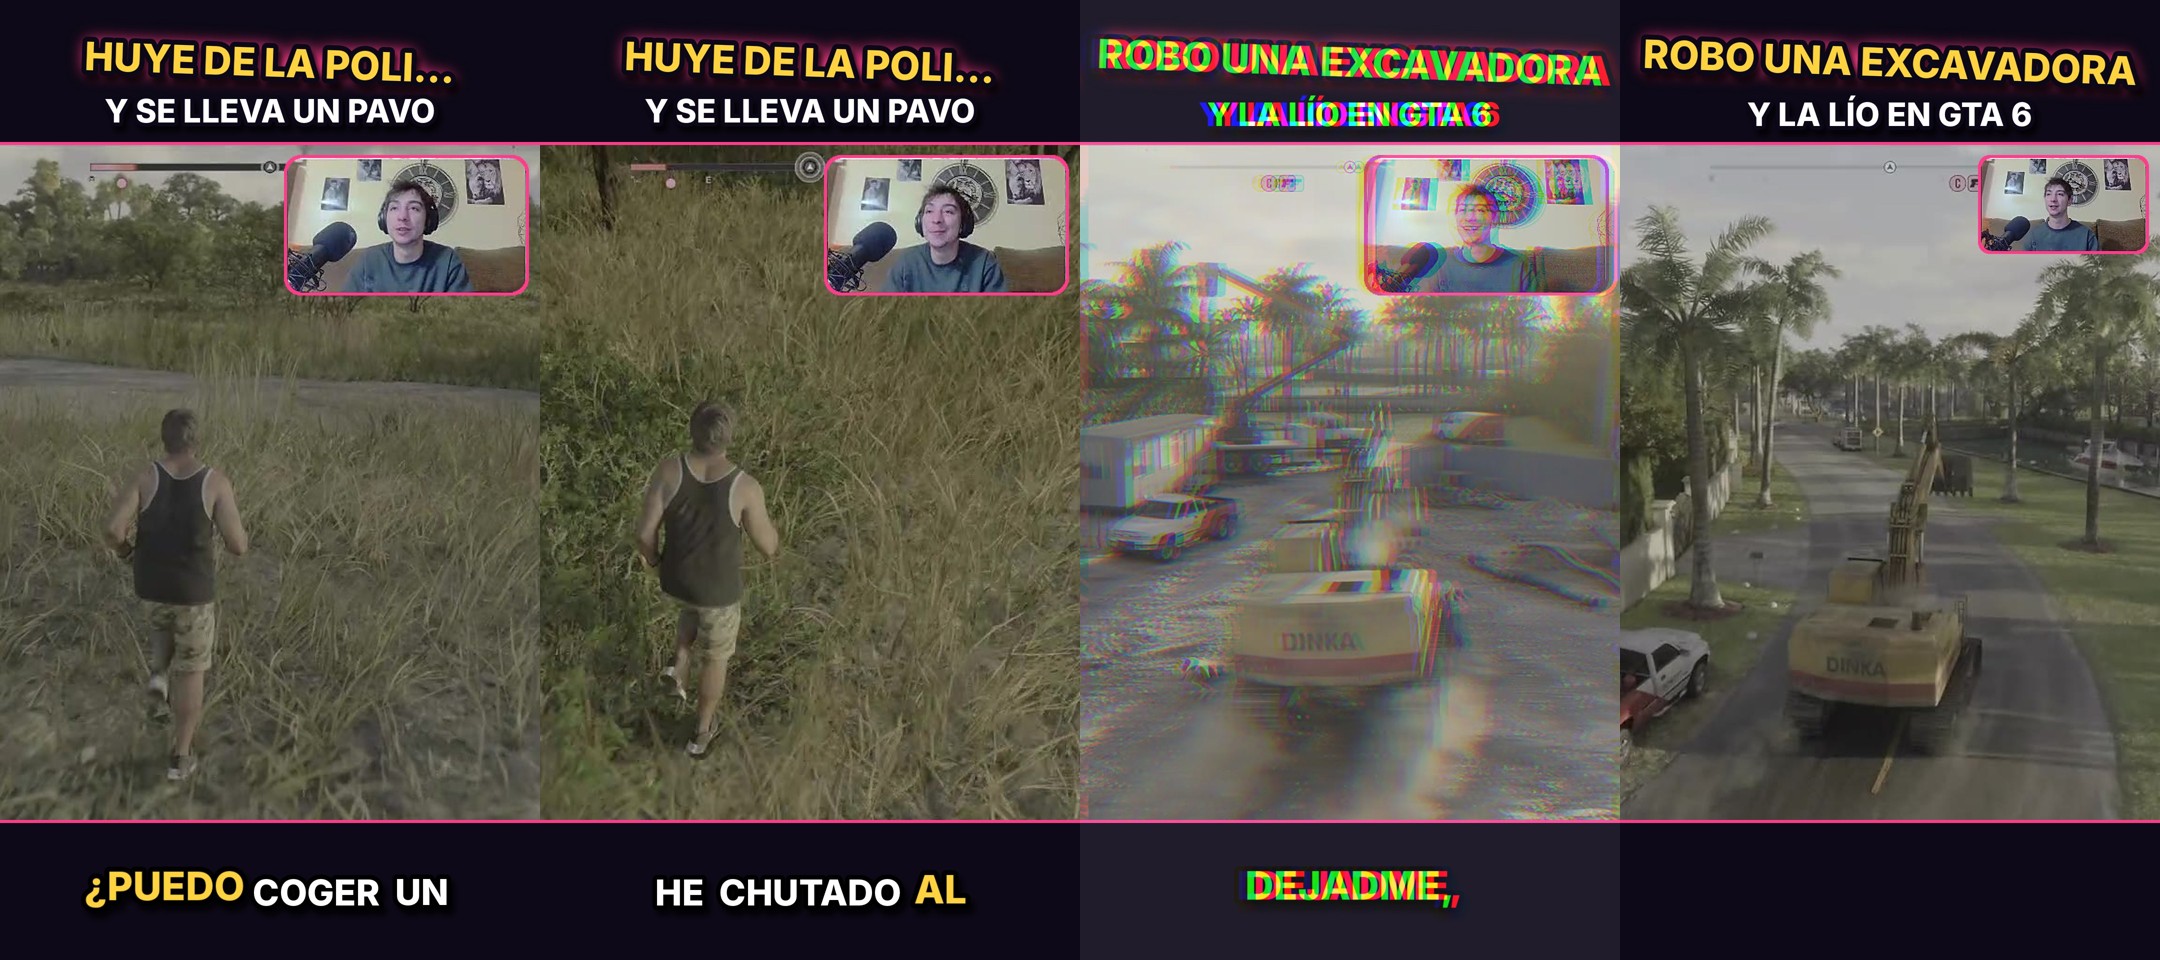 HUYE DE LA POLI...
Y SE LLEVA UN PAVO
E
¿PUEDO COGER UN
HUYE DE LA POLI...
Y SE LLEVA UN PAVO
E
HE CHUTADO AL
ROBO UNA EXCAVADORA
Y LA LÍO EN GTA 6
DINKA
DEJADME,
ROBO UNA EXCAVADORA
Y LA LÍO EN GTA 6
DINKA